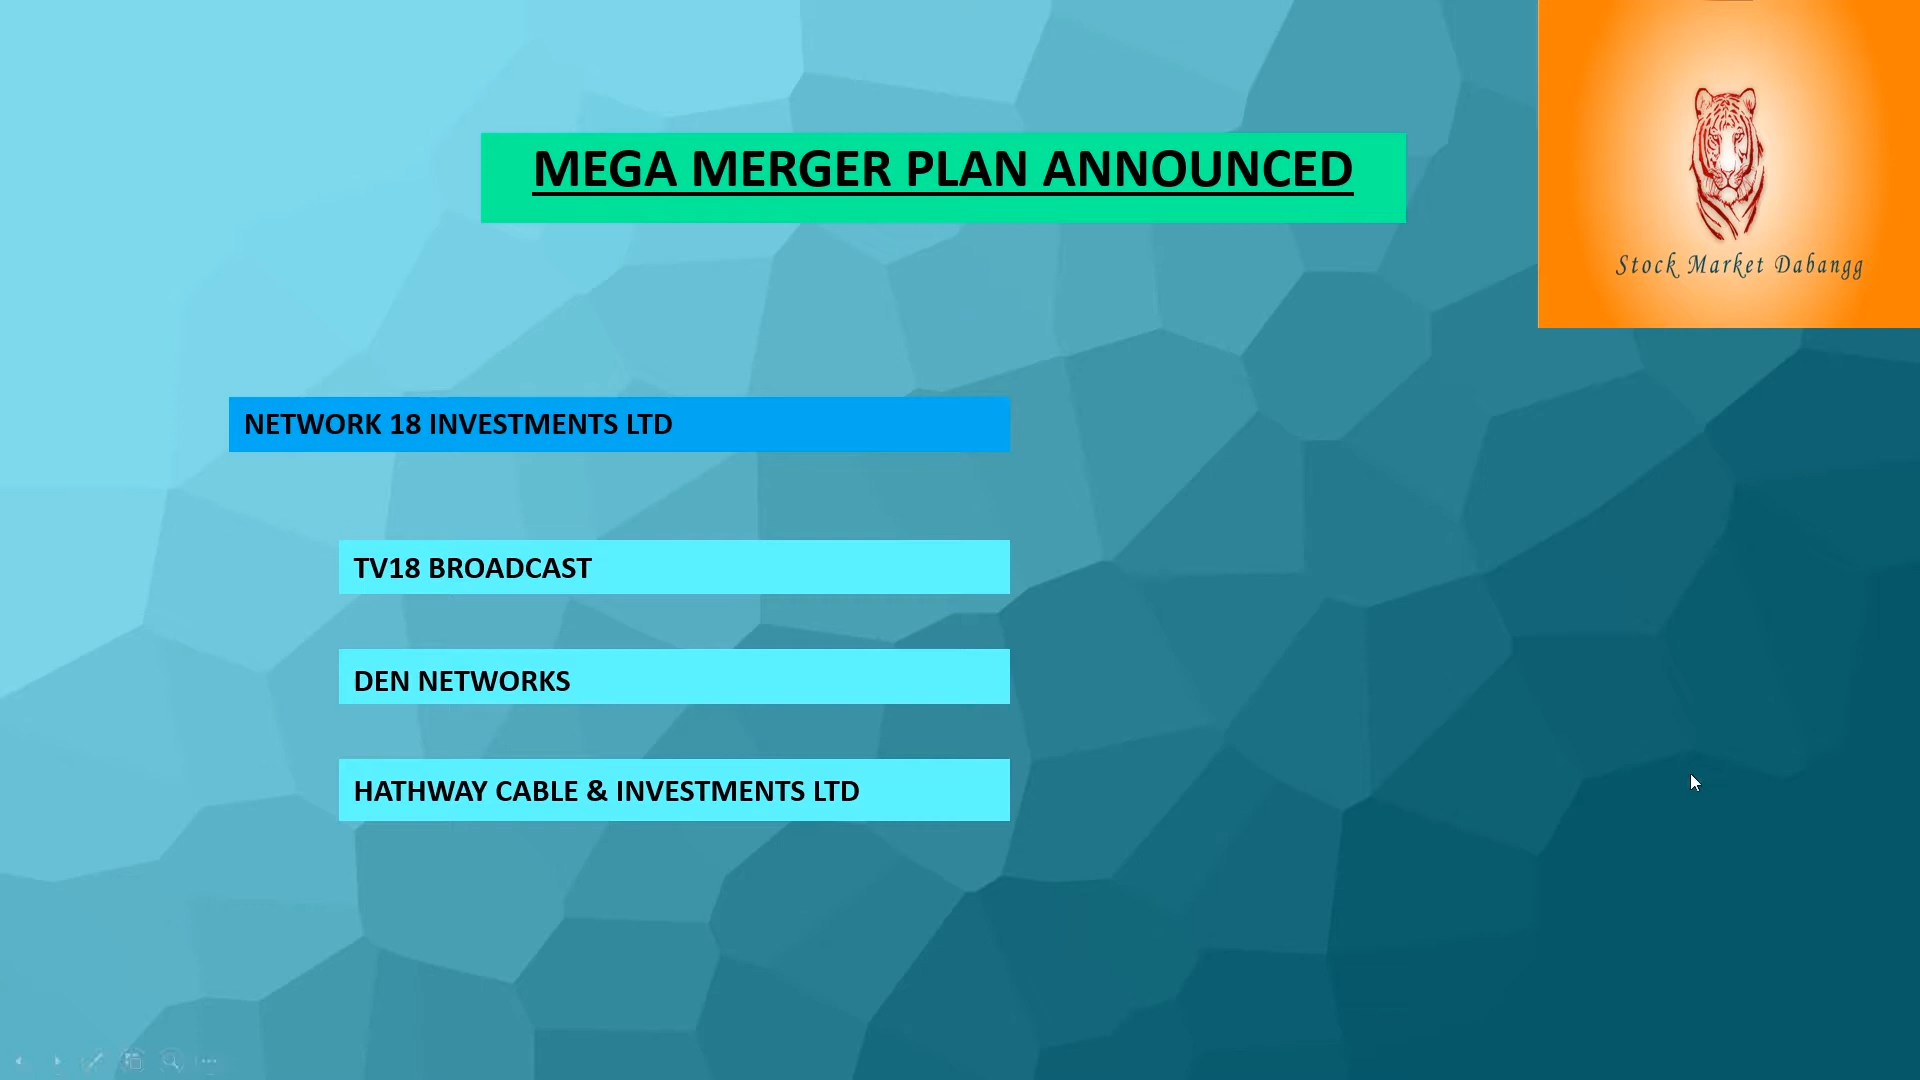 MEGA MERGER PLAN ANNOUNCED
Stock Market Dabangg
NETWORK 18 INVESTMENTS LTD
TV18 BROADCAST
DEN NETWORKS
HATHWAY CABLE & INVESTMENTS LTD